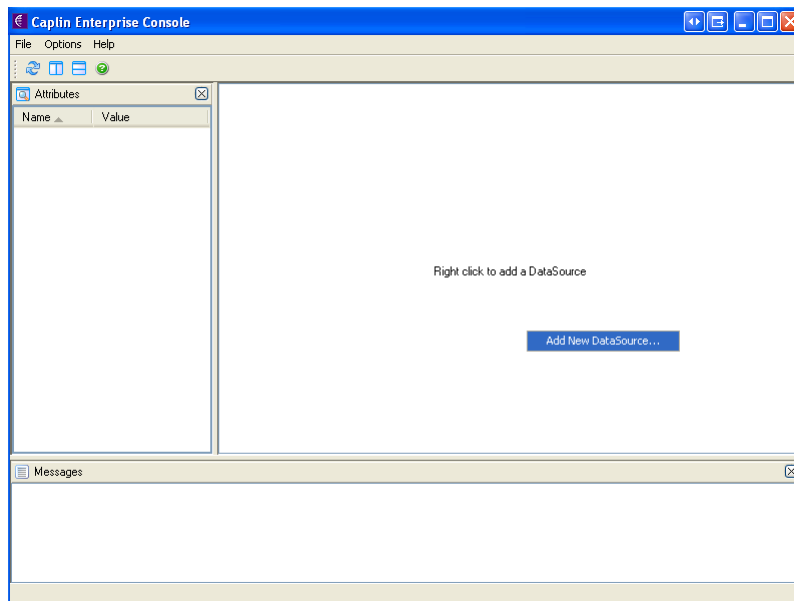 Caplin Enterprise Console
File Options Help
Attributes
Name Value
Right click to add a DataSource
Add New DataSource...
Messages